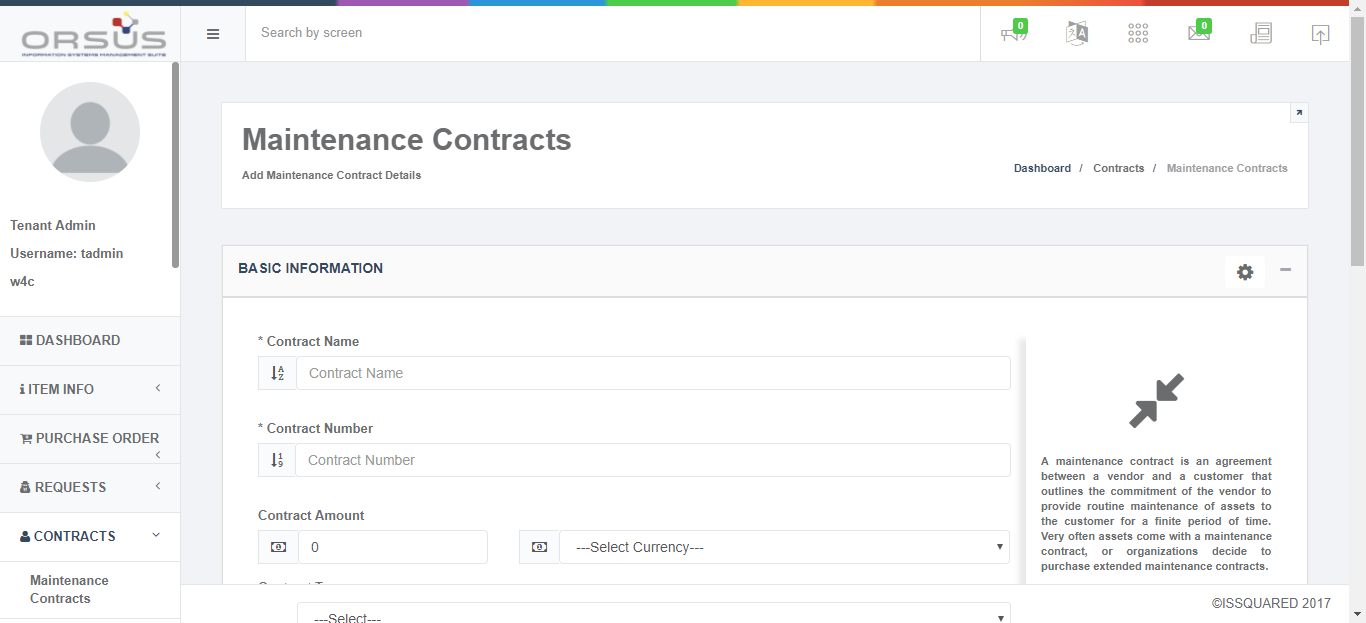 ORSUS
INFORMATION SYSTEMS MANAGEMENT SUITE
Search by screen
0
A
0
Tenant Admin
Username: tadmin
w4c
DASHBOARD
ITEM INFO
PURCHASE ORDER
REQUESTS
CONTRACTS
Maintenance
Contracts
Maintenance Contracts
Add Maintenance Contract Details
Dashboard / Contracts / Maintenance Contracts
BASIC INFORMATION
* Contract Name
Contract Name
* Contract Number
Contract Number
Contract Amount
0
---Select Currency---
---Select---
A maintenance contract is an agreement
between a vendor and a customer that
outlines the commitment of the vendor to
provide routine maintenance of assets to
the customer for a finite period of time.
Very often assets come with a maintenance
contract, or organizations decide to
purchase extended maintenance contracts.
©ISSQUARED 2017